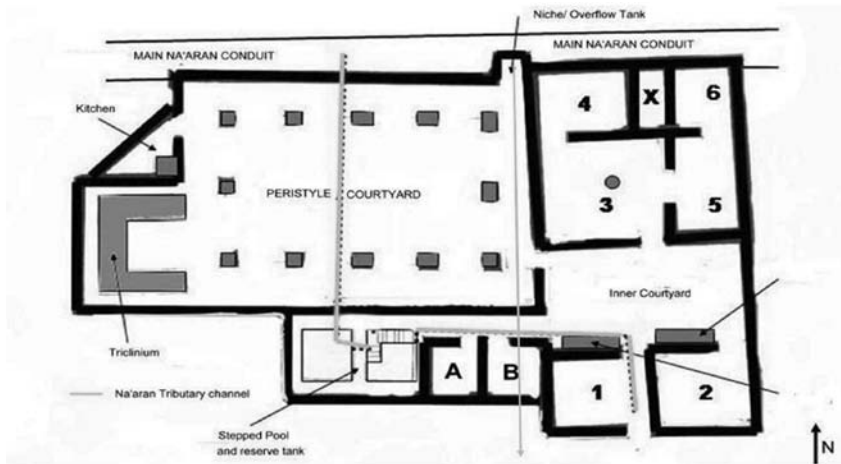 Niche/ Overflow Tank
MAIN NA'ARAN CONDUIT
MAIN NA'ARAN CONDUIT
Kitchen
4
X
6
PERISTYLE COURTYARD
3
5
Inner Courtyard
Triclinium
A
B
1
2
Na'aran Tributary channel
Stepped Pool
and reserve tank
N